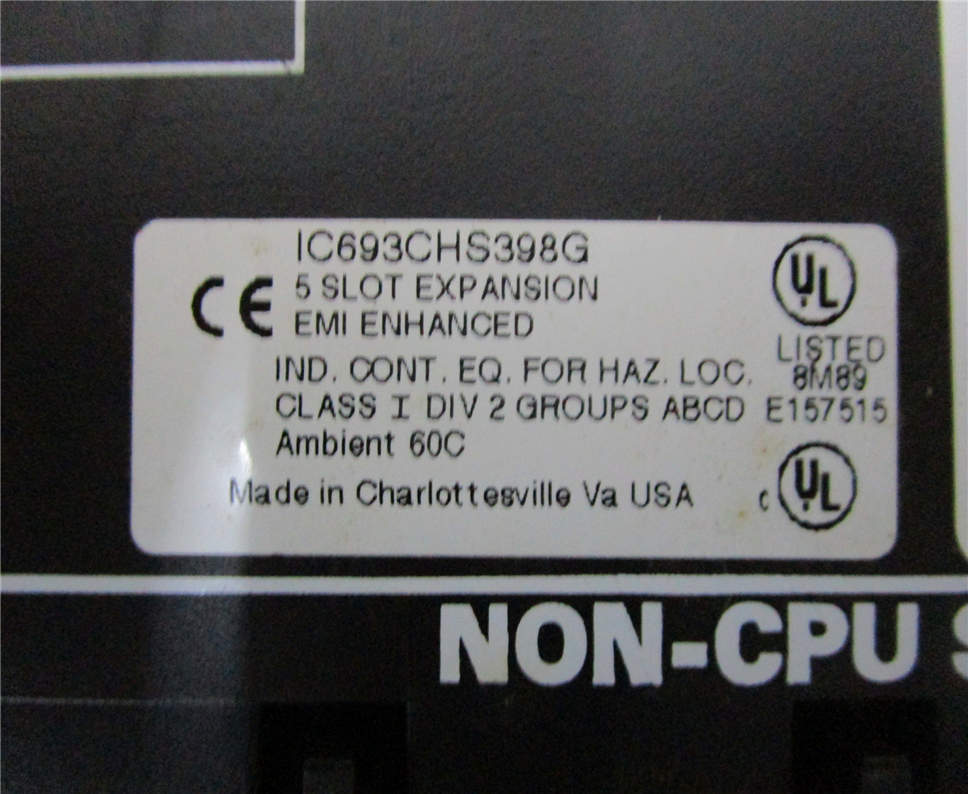 IC693CHS398G
CE 5 SLOT EXPANSION
EMI ENHANCED
UL
LISTED
8M89
E157515
IND. CONT. EQ. FOR HAZ. LOC.
CLASS I DIV 2 GROUPS ABCD
Ambient 60C
Made in Charlottesville Va USA
c UL
NON-CPU